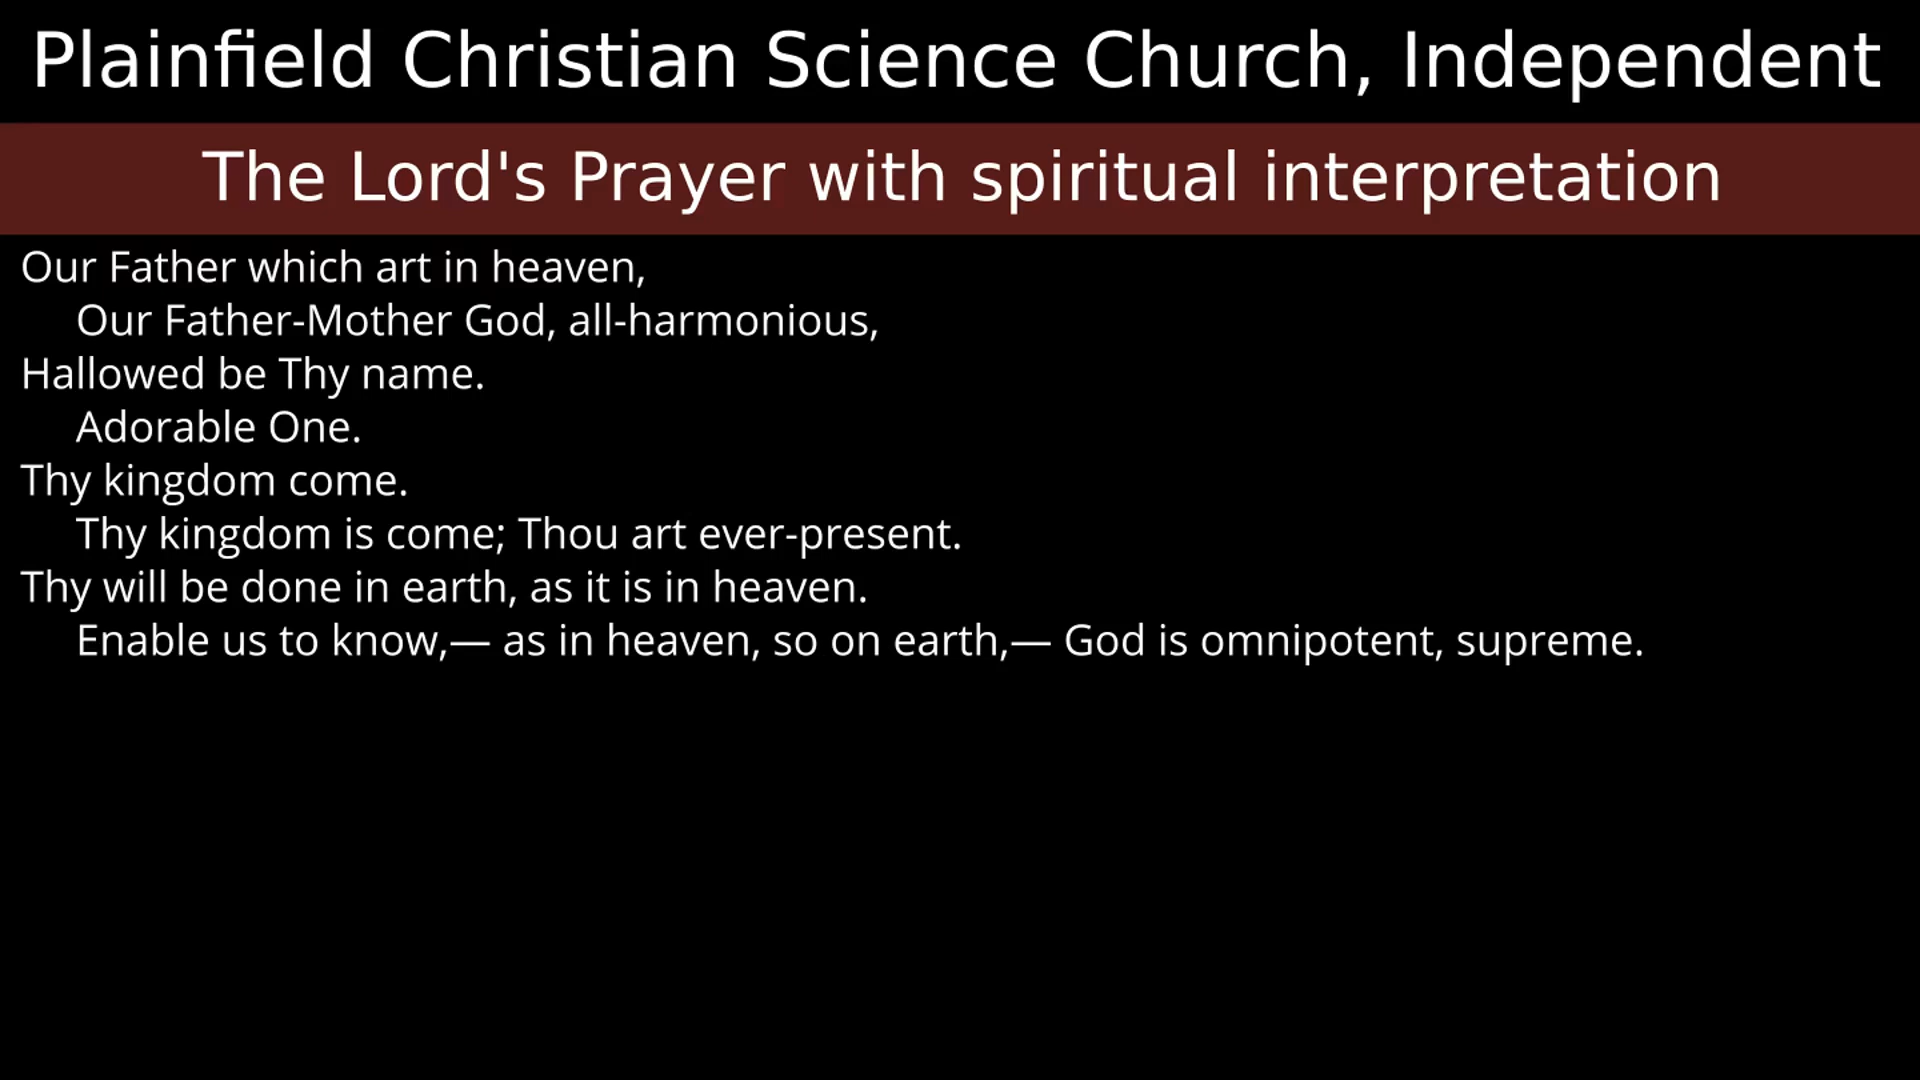 Plainfield Christian Science Church, Independent
The Lord's Prayer with spiritual interpretation
Our Father which art in heaven,
Our Father-Mother God, all-harmonious,
Hallowed be Thy name.
Adorable One.
Thy kingdom come.
Thy kingdom is come; Thou art ever-present.
Thy will be done in earth, as it is in heaven.
Enable us to know,— as in heaven, so on earth,— God is omnipotent, supreme.